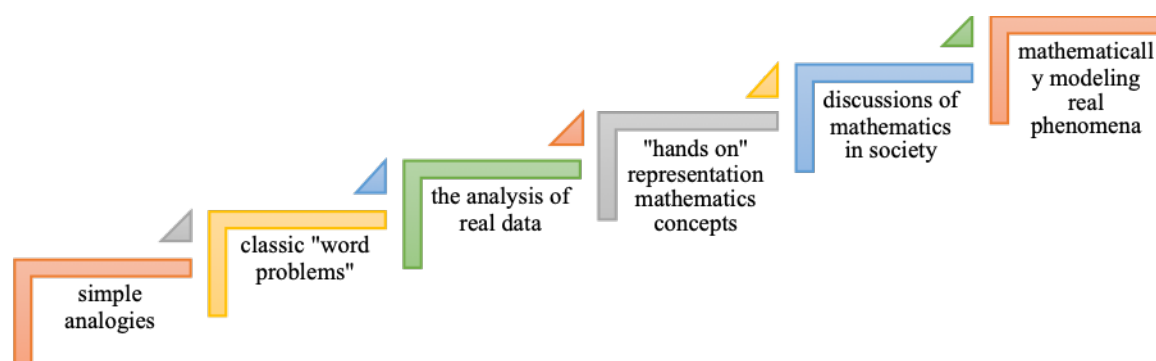 simple
analogies
classic "word
problems"
the analysis of
real data
"hands on"
representation
mathematics
concepts
discussions of
mathematics
in society
mathematicall
y modeling
real
phenomena